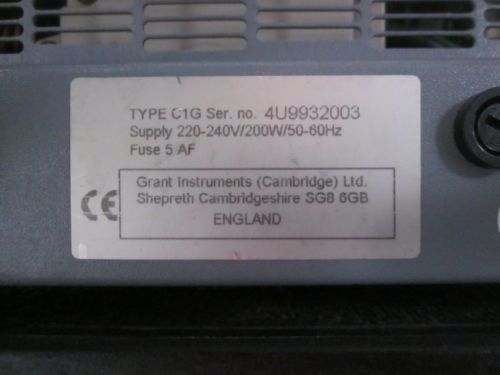 TYPE C1G Ser. no. 4U9932003
Supply 220-240V/200W/50-60Hz
Fuse 5 AF
Grant Instruments (Cambridge) Ltd.
Shepreth Cambridgeshire SG8 6GB
ENGLAND
CE